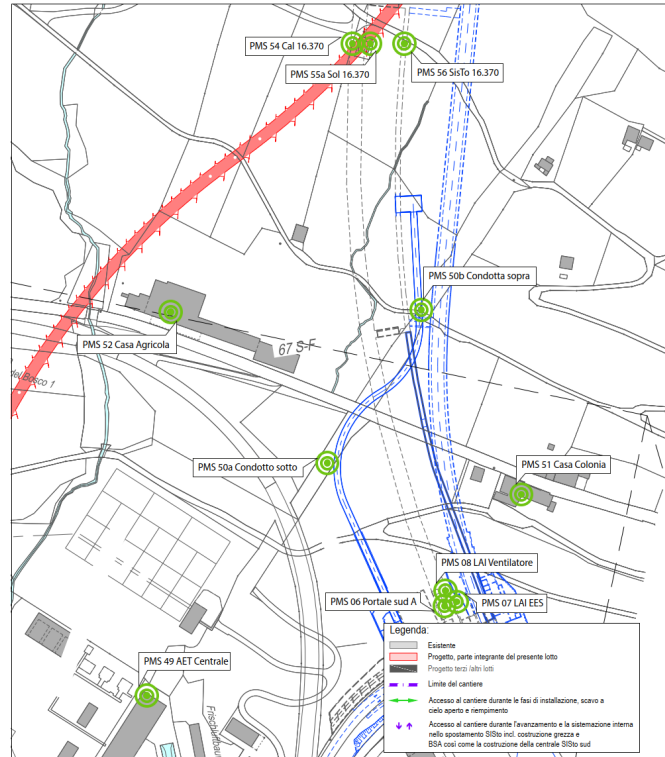 PMS 54 Cal 16.370
PMS 55a Sol 16.370
PMS 56 SisTo 16.370
PMS 50b Condotta sopra
PMS 52 Casa Agricola
67 S-F
del Bosco 1
PMS 50a Condotto sotto
PMS 51 Casa Colonia
PMS 08 LAI Ventilatore
PMS 06 Portale sud A
PMS 07 LAI EES
PMS 49 AET Centrale
Frischluftbau
Legenda:
Esistente
Progetto, parte integrante del presente lotto
Progetto terzi /altri lotti
Limite del cantiere
Accesso al cantiere durante le fasi di installazione, scavo a
cielo aperto e riempimento
Accesso al cantiere durante l'avanzamento e la sistemazione interna
nello spostamento SISto incl. costruzione grezza e
BSA così come la costruzione della centrale SISto sud